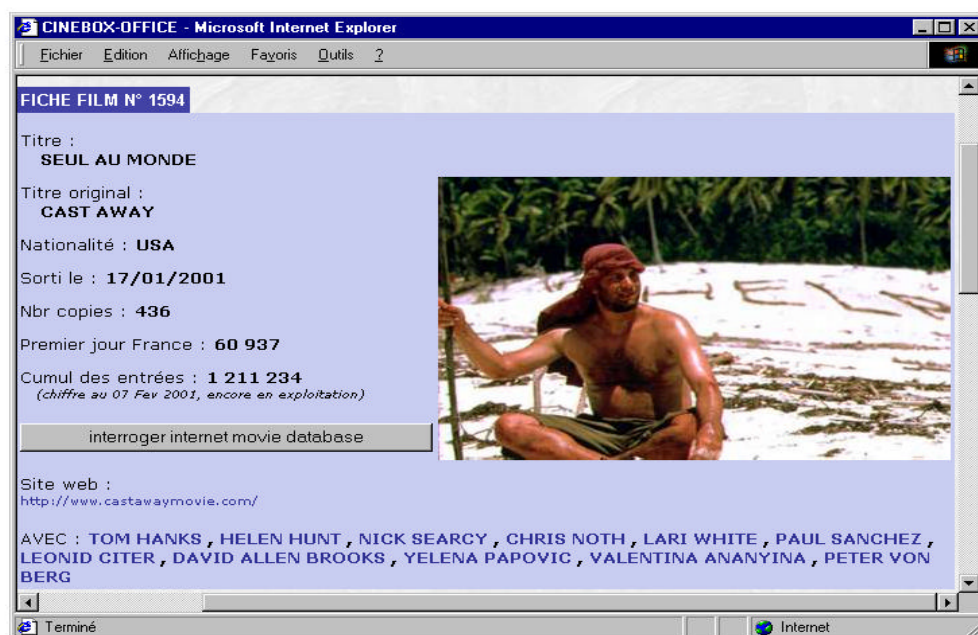 CINEBOX-OFFICE - Microsoft Internet Explorer
Fichier Edition Affichage Favoris Outils ?
FICHE FILM N° 1594
Titre :
SEUL AU MONDE
Titre original :
CAST AWAY
Nationalité : USA
Sorti le : 17/01/2001
Nbr copies : 436
Premier jour France : 60 937
Cumul des entrées : 1 211 234
(chiffre au 07 Fev 2001, encore en exploitation)
interroger internet movie database
HELP
Site web :
http://www.castawaymovie.com/
AVEC : TOM HANKS , HELEN HUNT , NICK SEARCY , CHRIS NOTH , LARI WHITE , PAUL SANCHEZ ,
LEONID CITER , DAVID ALLEN BROOKS , YELENA PAPOVIC , VALENTINA ANANYINA , PETER VON
BERG
Terminé Internet